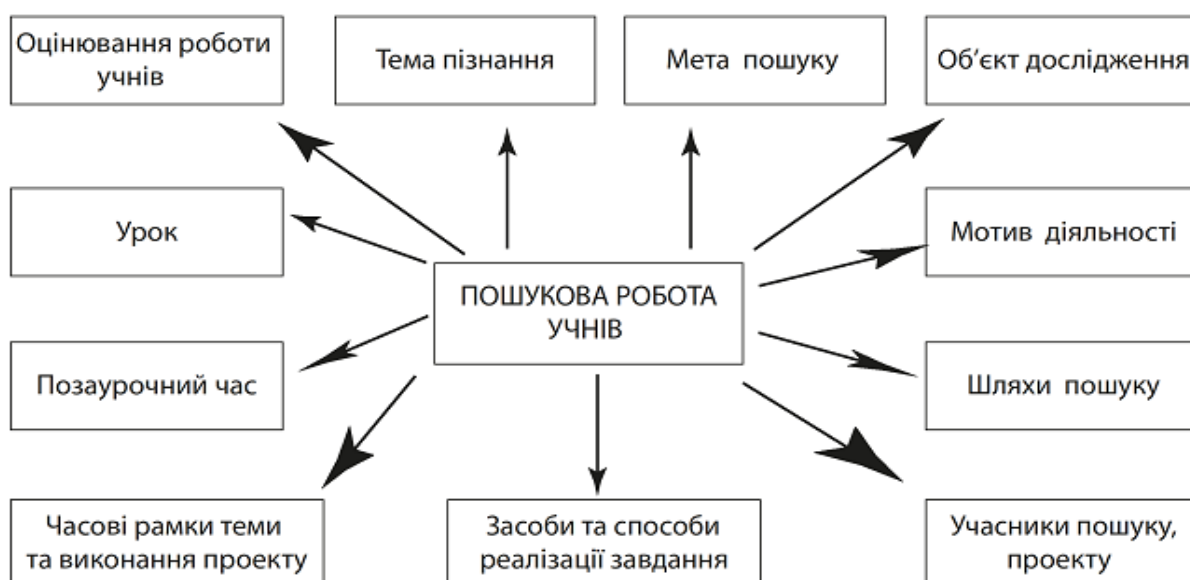 Оцінювання роботи
учнів
Тема пізнання
Мета пошуку
Об’єкт дослідження
Урок
Мотив діяльності
ПОШУКОВА РОБОТА
УЧНІВ
Позаурочний час
Шляхи пошуку
Часові рамки теми
та виконання проекту
Засоби та способи
реалізації завдання
Учасники пошуку,
проекту